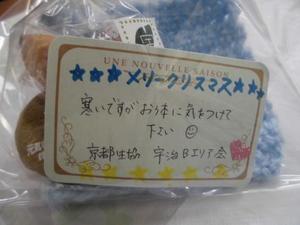 UNE NOUVELLE SAISON
★★★メリークリスマス★★★
寒いですが お体に気をつけて
下さい ☺
京都生協 宇治Bエリア会